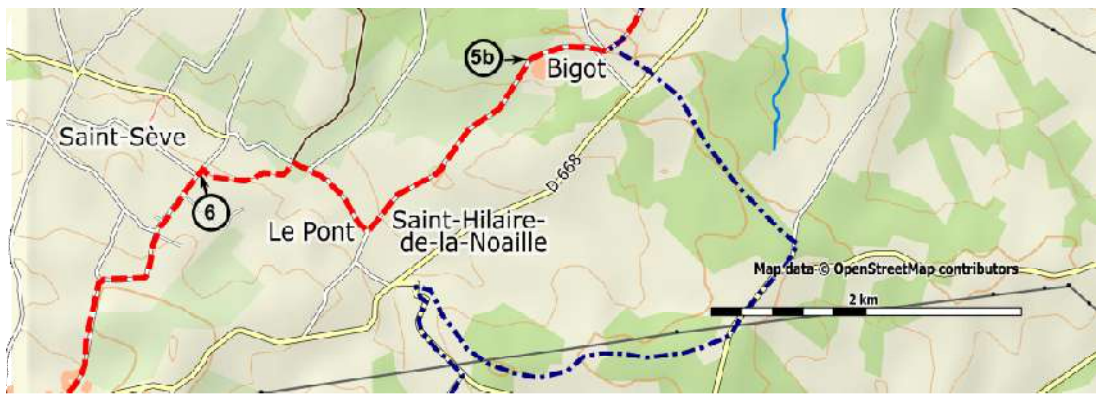 5b
Bigot
Saint-Sève
D-668
6
Le Pont
Saint-Hilaire-
de-la-Noaille
Map data © OpenStreetMap contributors
2 km